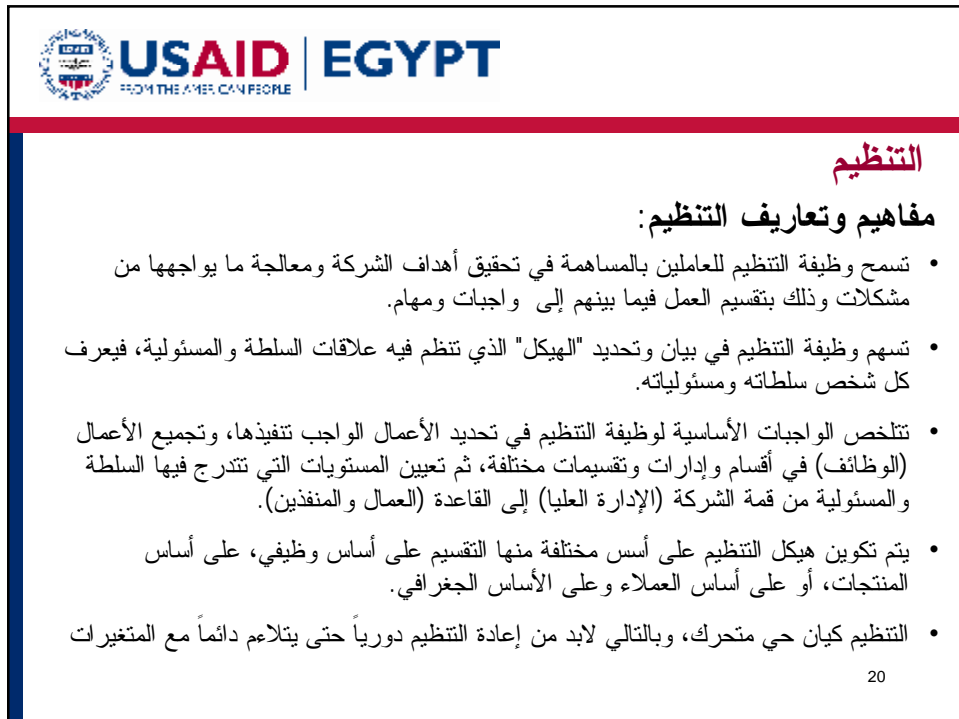 USAID | EGYPT
FROM THE AMERICAN PEOPLE
التنظيم
مفاهيم وتعاريف التنظيم:
• تسمح وظيفة التنظيم للعاملين بالمساهمة في تحقيق أهداف الشركة ومعالجة ما يواجهها من
مشكلات وذلك بتقسيم العمل فيما بينهم إلى واجبات ومهام.
• تسهم وظيفة التنظيم في بيان وتحديد "الهيكل" الذي تنظم فيه علاقات السلطة والمسئولية، فيعرف
كل شخص سلطاته ومسئولياته.
• تتلخص الواجبات الأساسية لوظيفة التنظيم في تحديد الأعمال الواجب تنفيذها، وتجميع الأعمال
(الوظائف) في أقسام وإدارات وتقسيمات مختلفة، ثم تعيين المستويات التي تتدرج فيها السلطة
والمسئولية من قمة الشركة (الإدارة العليا) إلى القاعدة (العمال والمنفذين).
• يتم تكوين هيكل التنظيم على أسس مختلفة منها التقسيم على أساس وظيفي، على أساس
المنتجات، أو على أساس العملاء وعلى الأساس الجغرافي.
• التنظيم كيان حي متحرك، وبالتالي لابد من إعادة التنظيم دورياً حتى يتلاءم دائماً مع المتغيرات
20